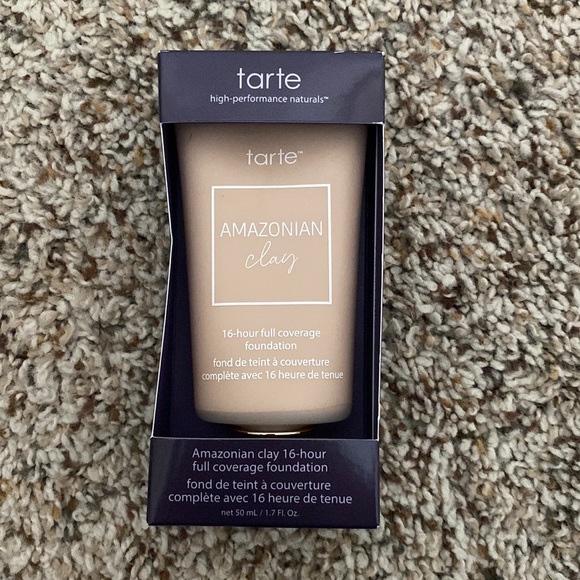 tarte
high-performance naturals™
tarte™
AMAZONIAN
clay
16-hour full coverage
foundation
fond de teint à couverture
complète avec 16 heure de tenue
Amazonian clay 16-hour
full coverage foundation
fond de teint à couverture
complète avec 16 heure de tenue
net 50 mL / 1.7 Fl. Oz.